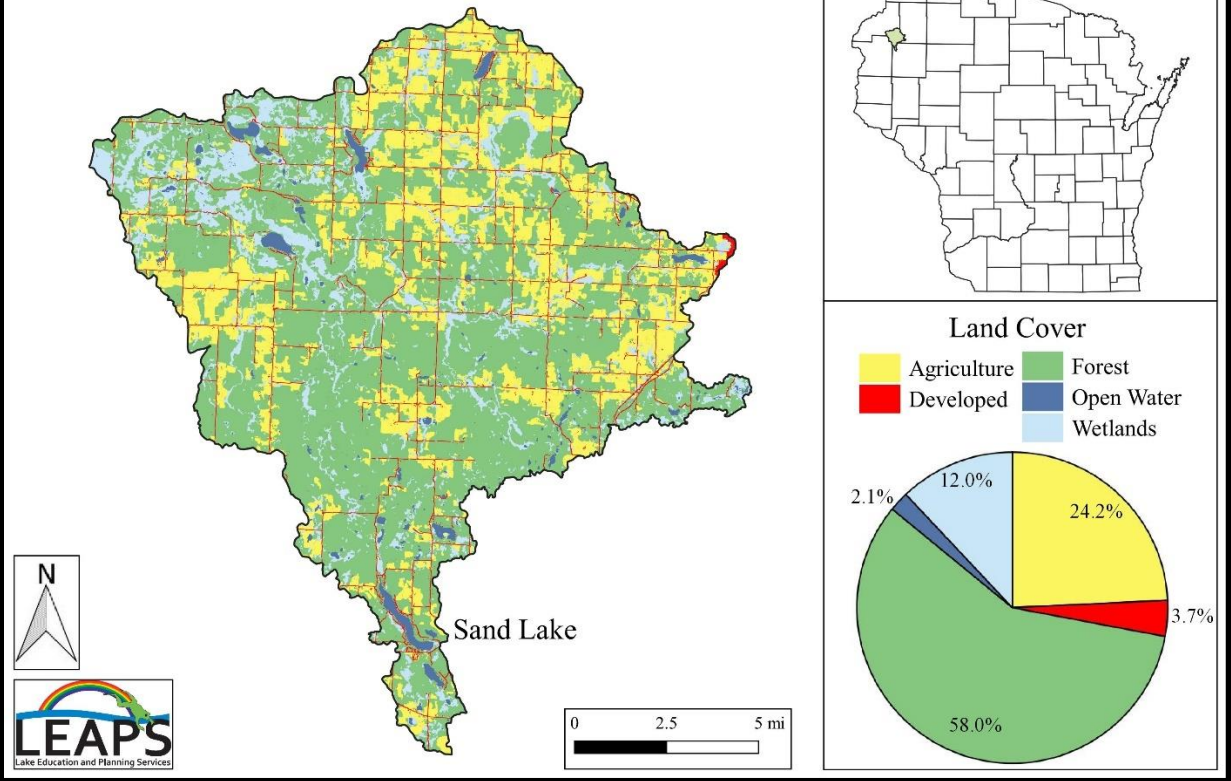 Sand Lake
N
LEAPS
Lake Education and Planning Services
0 2.5 5 mi
Land Cover
Agriculture
Developed
Forest
Open Water
Wetlands
12.0%
2.1%
24.2%
3.7%
58.0%